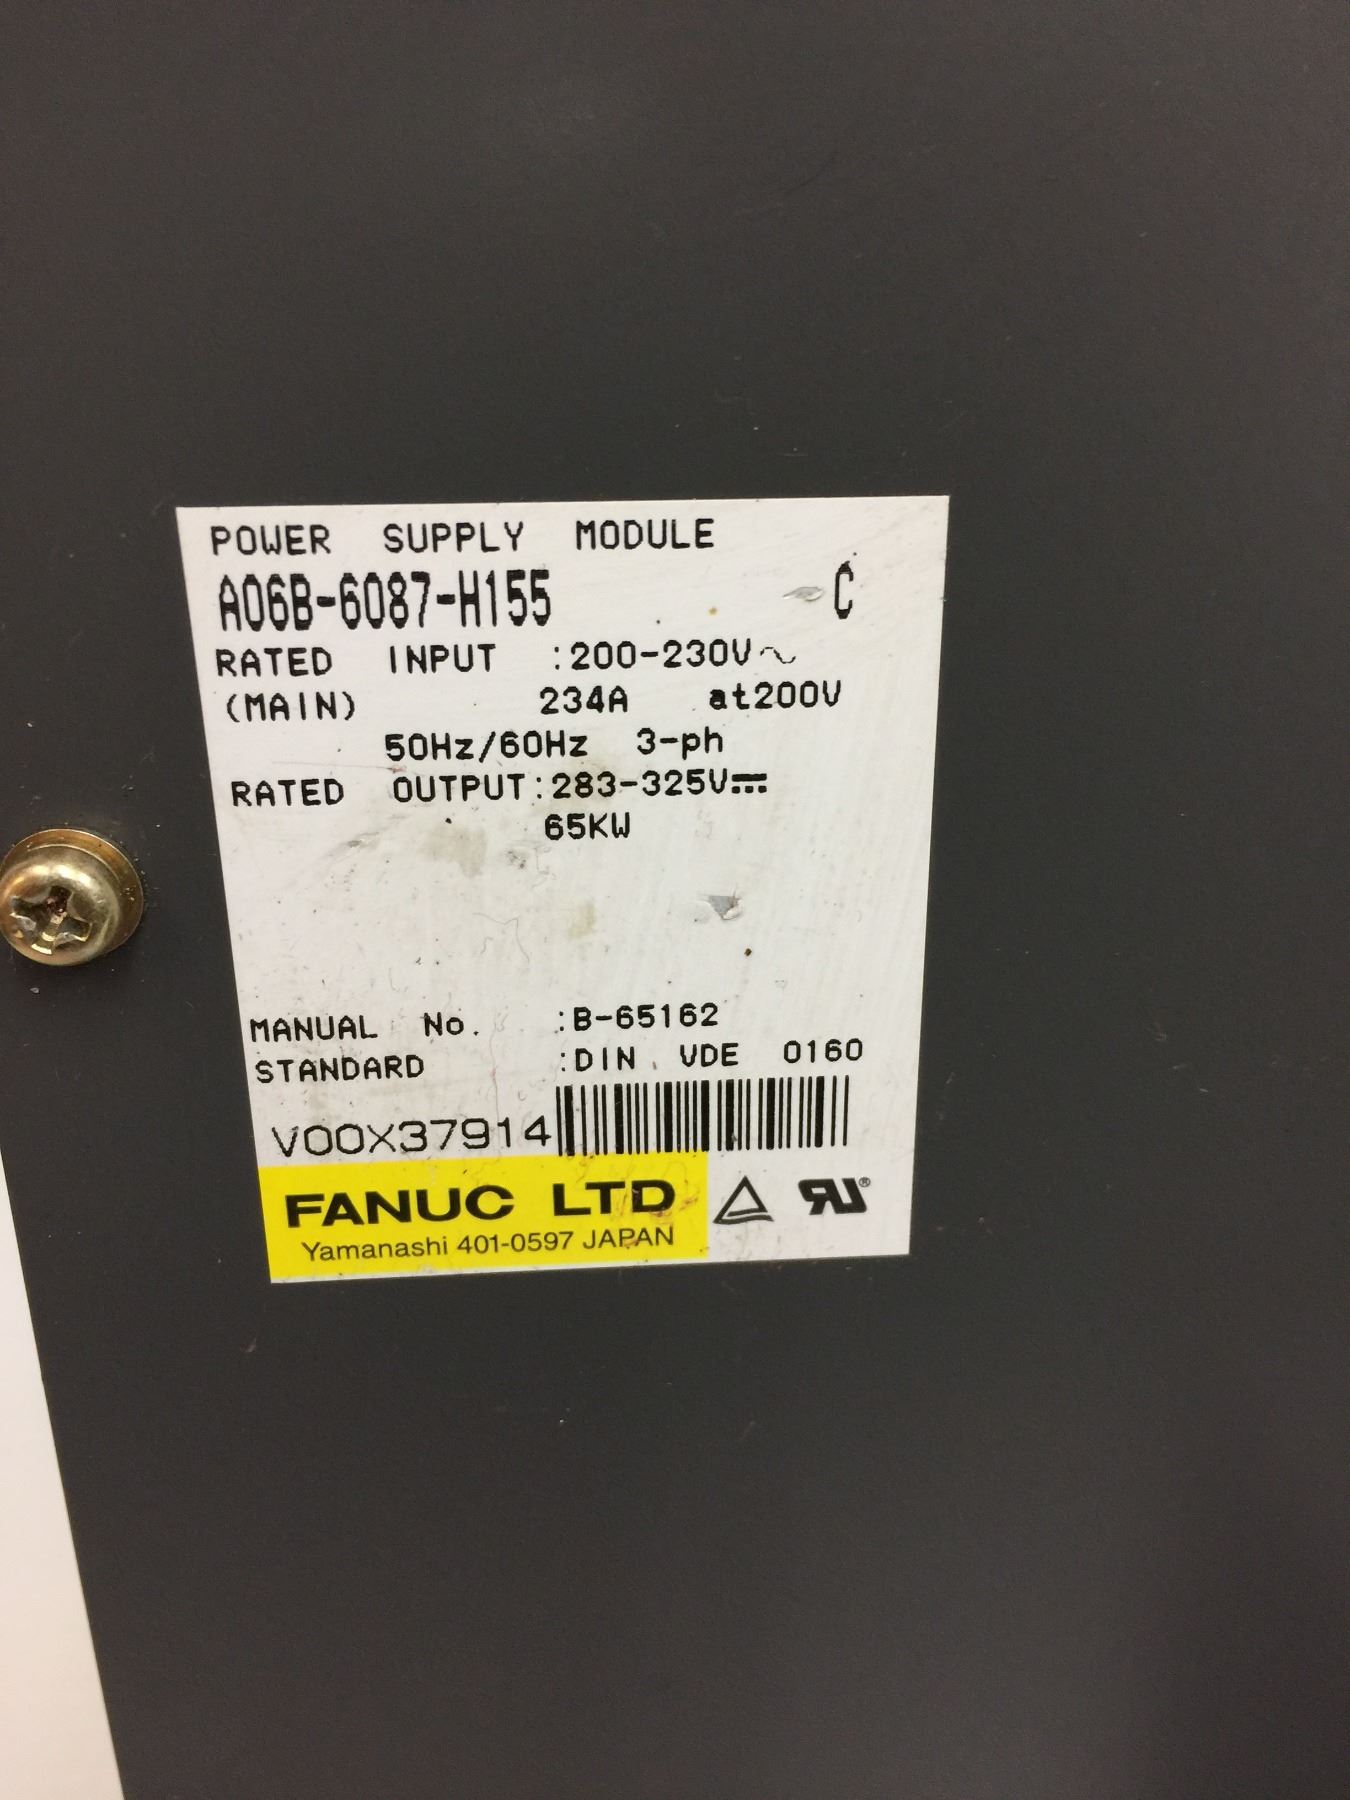 POWER SUPPLY MODULE
A06B-6087-H155 C
RATED INPUT :200-230V~
(MAIN) 234A at200V
50Hz/60Hz 3-ph
RATED OUTPUT:283-325V⎓
65KW
MANUAL No. :B-65162
STANDARD :DIN VDE 0160
V00X37914
FANUC LTD
Yamanashi 401-0597 JAPAN
RU®